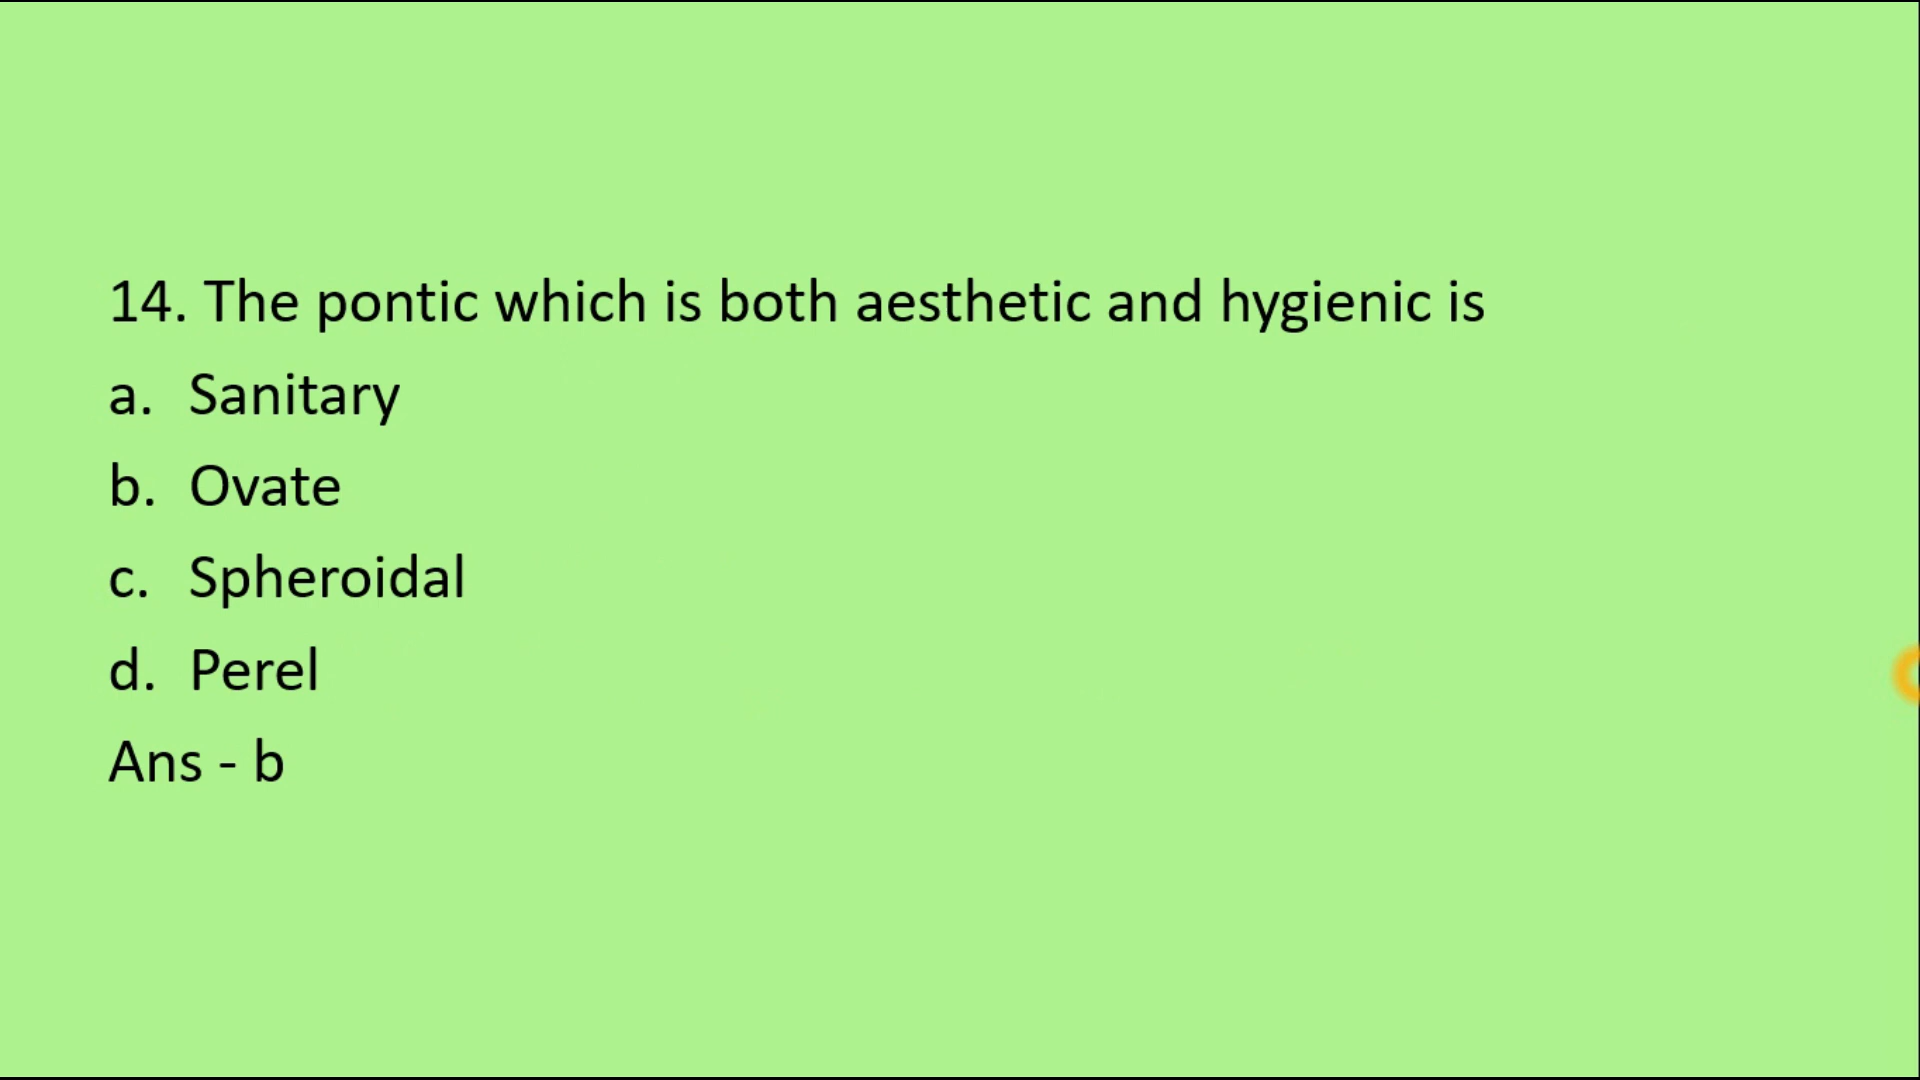 14. The pontic which is both aesthetic and hygienic is
a. Sanitary
b. Ovate
c. Spheroidal
d. Perel
Ans - b